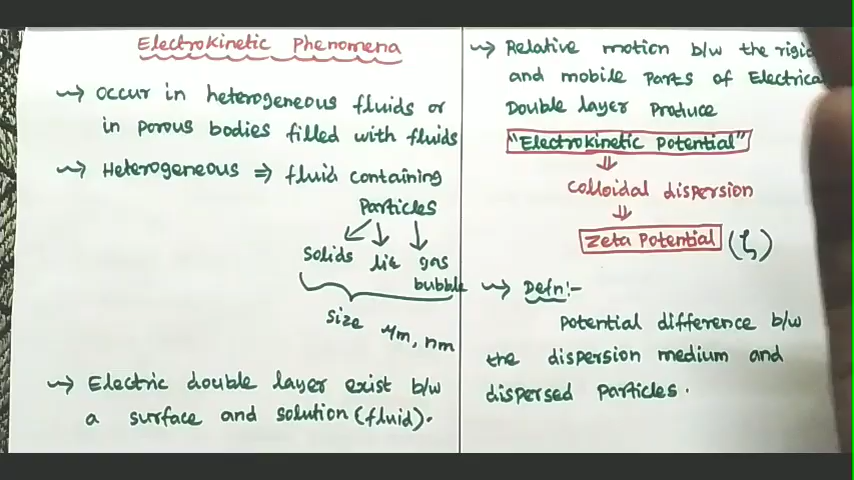 Electrokinetic Phenomena
occur in heterogeneous fluids or
in porous bodies filled with fluids
Heterogeneous ⇒ fluid containing
Particles
solids liq gas
bubble
size μm, nm
Electric double layer exist b/w
a surface and solution (fluid).
Relative motion b/w the rigid
and mobile parts of Electrical
Double layer Produce
"Electrokinetic Potential"
⇓
colloidal dispersion
⇓
Zeta Potential (ζ)
Defn:-
Potential difference b/w
the dispersion medium and
dispersed particles.